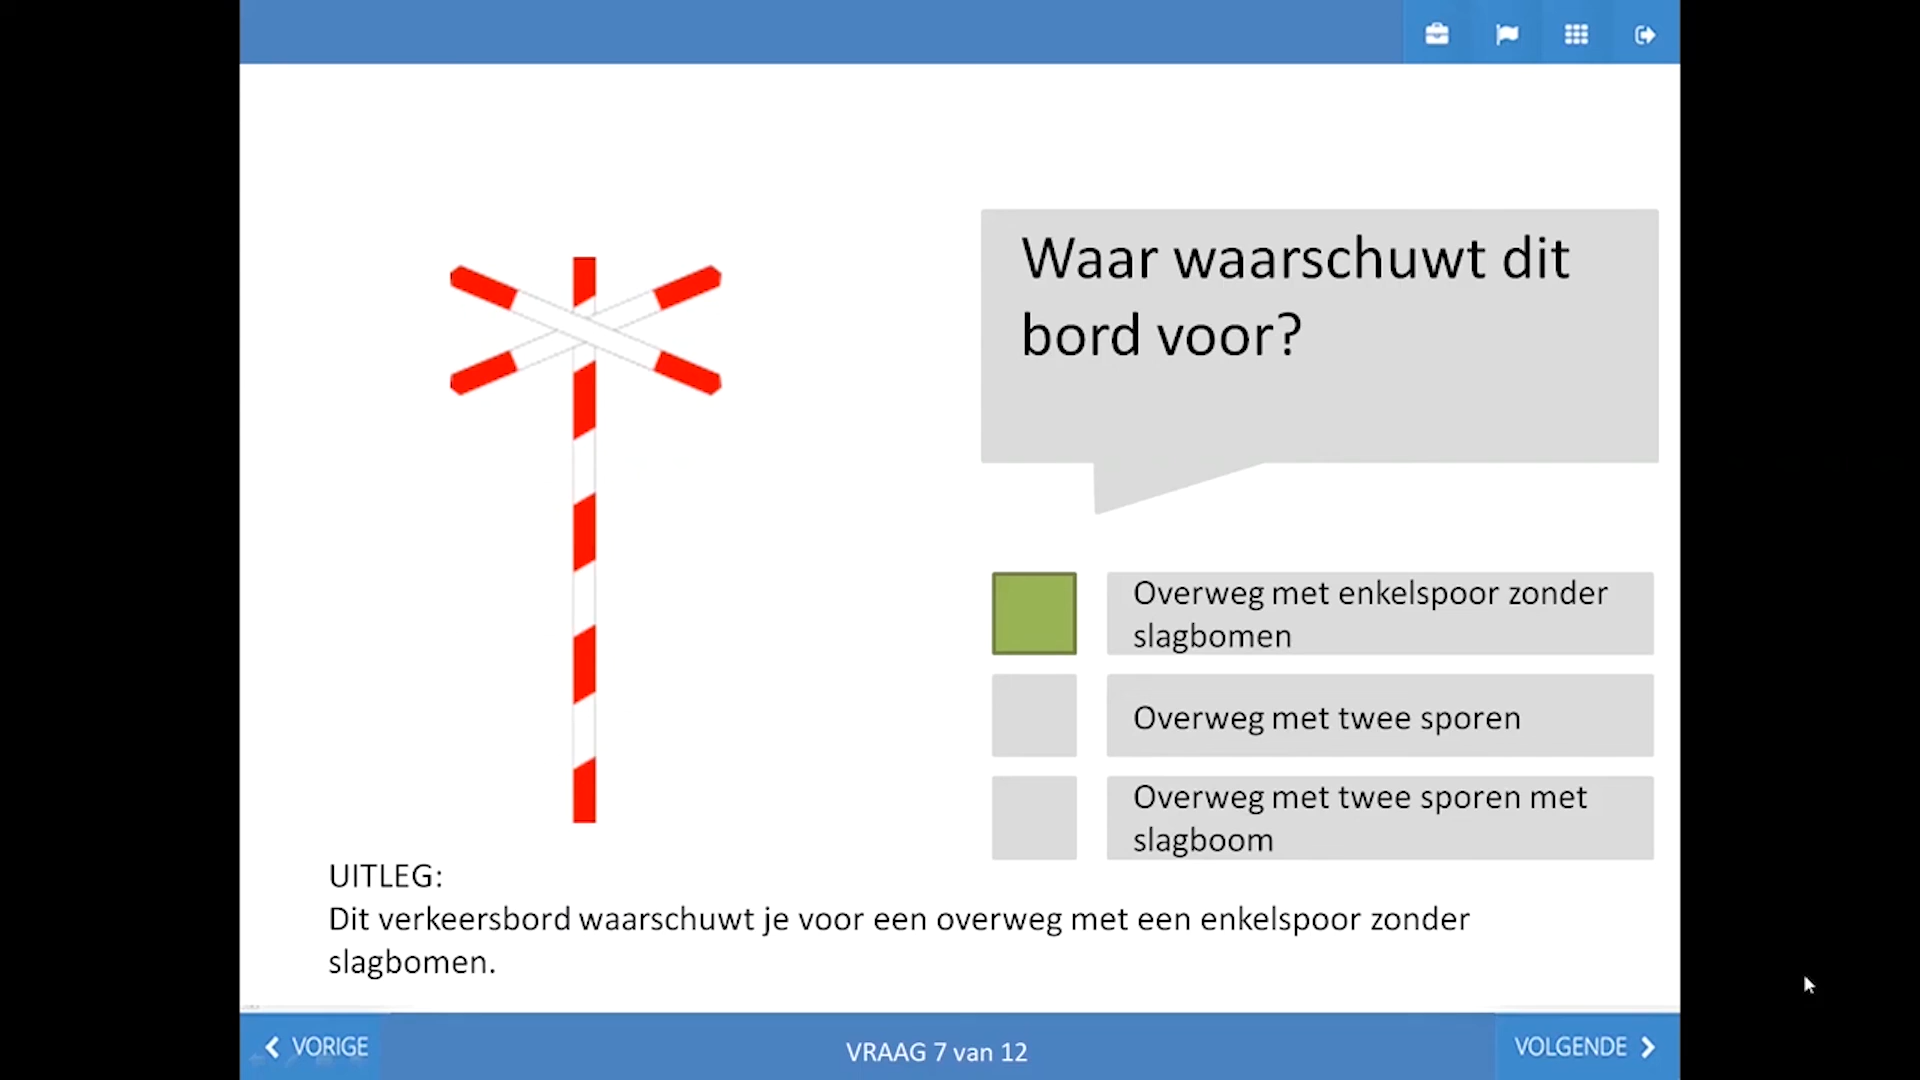 Waar waarschuwt dit
bord voor?
Overweg met enkelspoor zonder
slagbomen
Overweg met twee sporen
Overweg met twee sporen met
slagboom
UITLEG:
Dit verkeersbord waarschuwt je voor een overweg met een enkelspoor zonder
slagbomen.
VORIGE
VRAAG 7 van 12
VOLGENDE